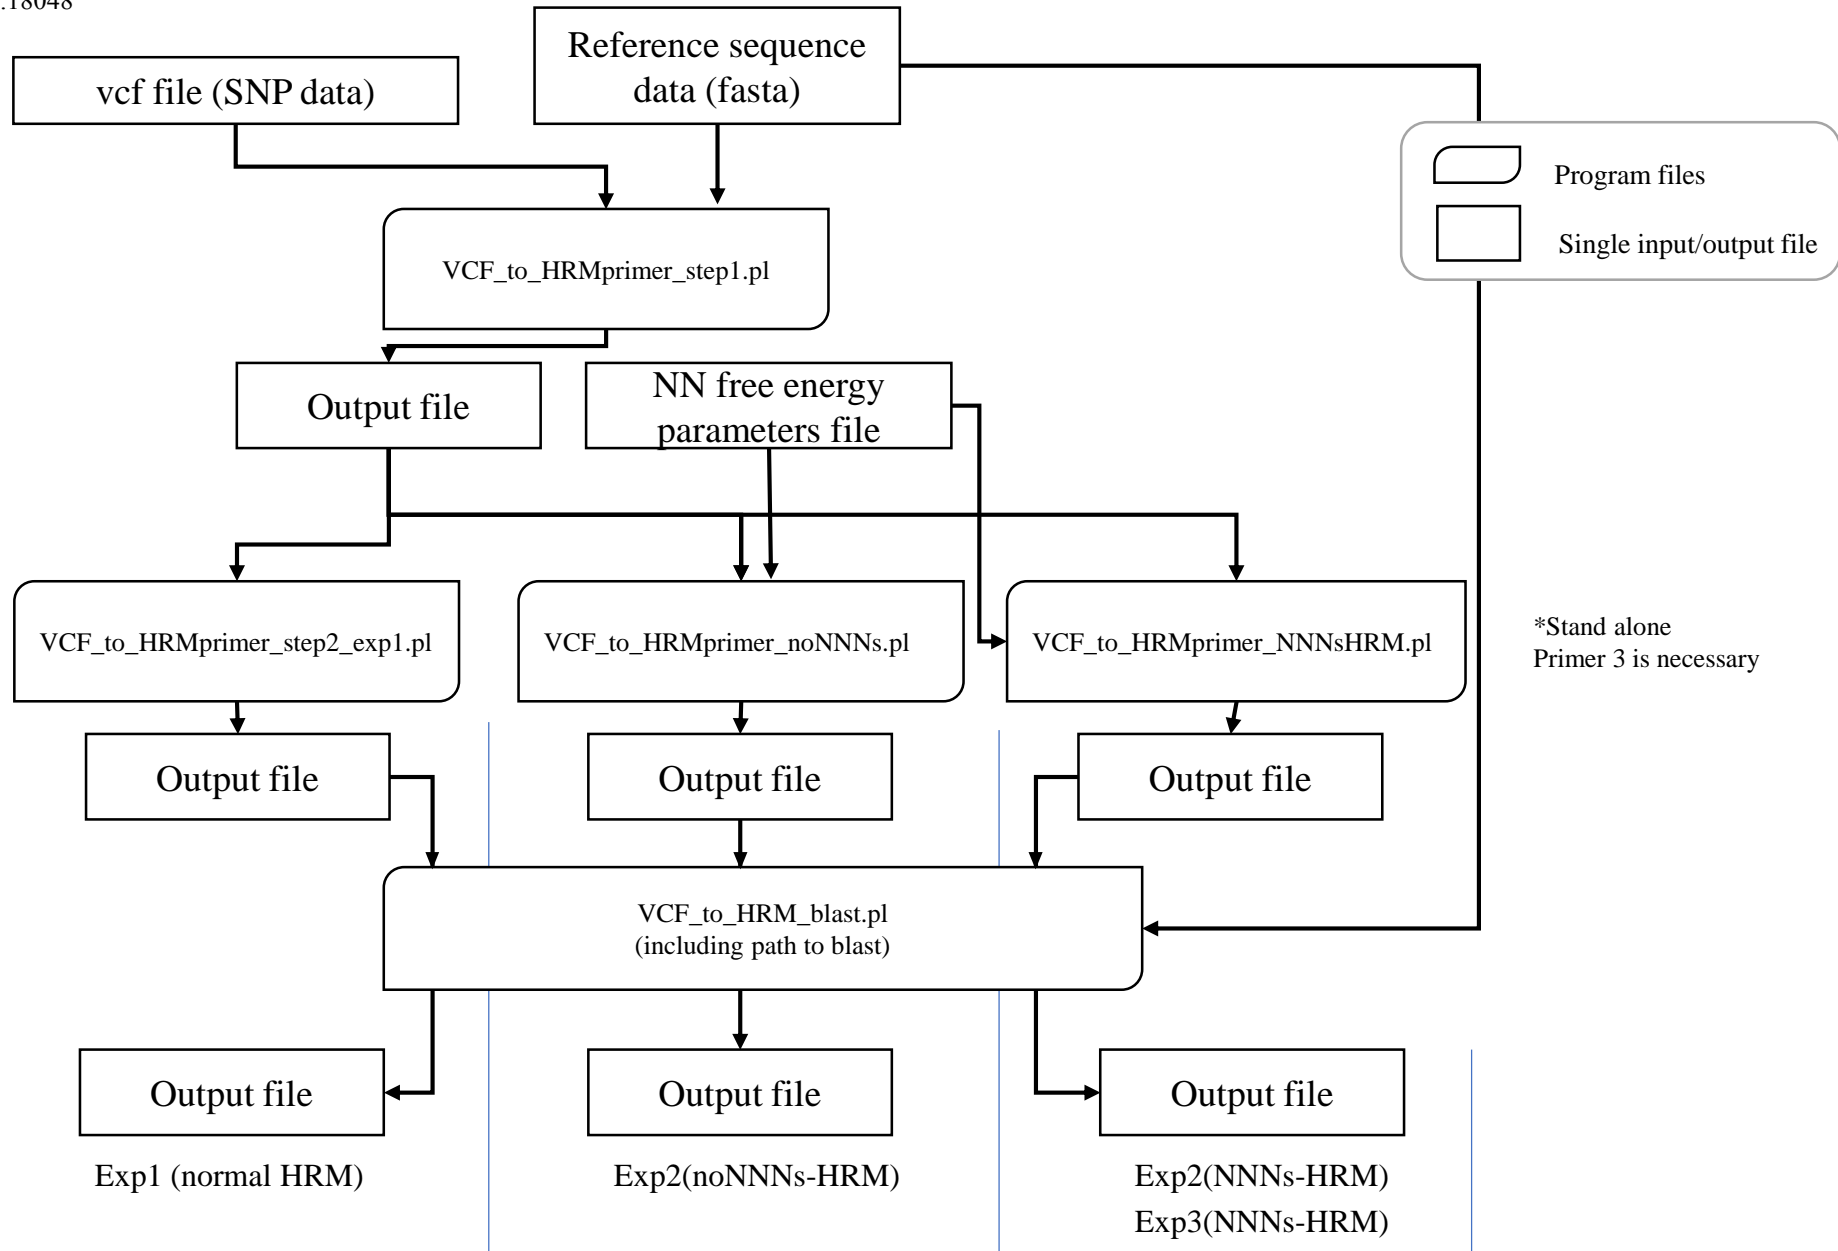 .18048
Reference sequence
data (fasta)
vcf file (SNP data)
Program files
Single input/output file
VCF_to_HRMprimer_step1.pl
Output file
NN free energy
parameters file
VCF_to_HRMprimer_step2_exp1.pl
VCF_to_HRMprimer_noNNNs.pl
VCF_to_HRMprimer_NNNsHRM.pl
*Stand alone
Primer 3 is necessary
Output file
Output file
Output file
VCF_to_HRM_blast.pl
(including path to blast)
Output file
Output file
Output file
Exp1 (normal HRM)
Exp2(noNNNs-HRM)
Exp2(NNNs-HRM)
Exp3(NNNs-HRM)